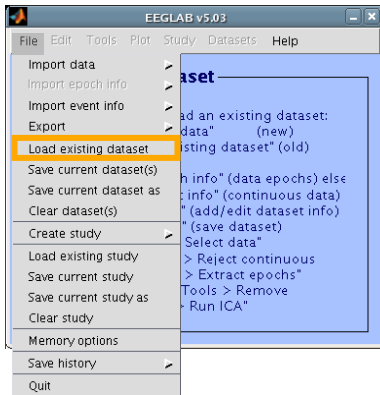 EEGLAB v5.03
File Edit Tools Plot Study Datasets Help
Import data
Import epoch info
Import event info
Export
Load existing dataset
Save current dataset(s)
Save current dataset as
Clear dataset(s)
Create study
Load existing study
Save current study
Save current study as
Clear study
Memory options
Save history
Quit
aset
ad an existing dataset:
data" (new)
isting dataset" (old)
h info" (data epochs) else
t info" (continuous data)
" (add/edit dataset info)
" (save dataset)
Select data"
> Reject continuous
> Extract epochs"
Tools > Remove
> Run ICA"